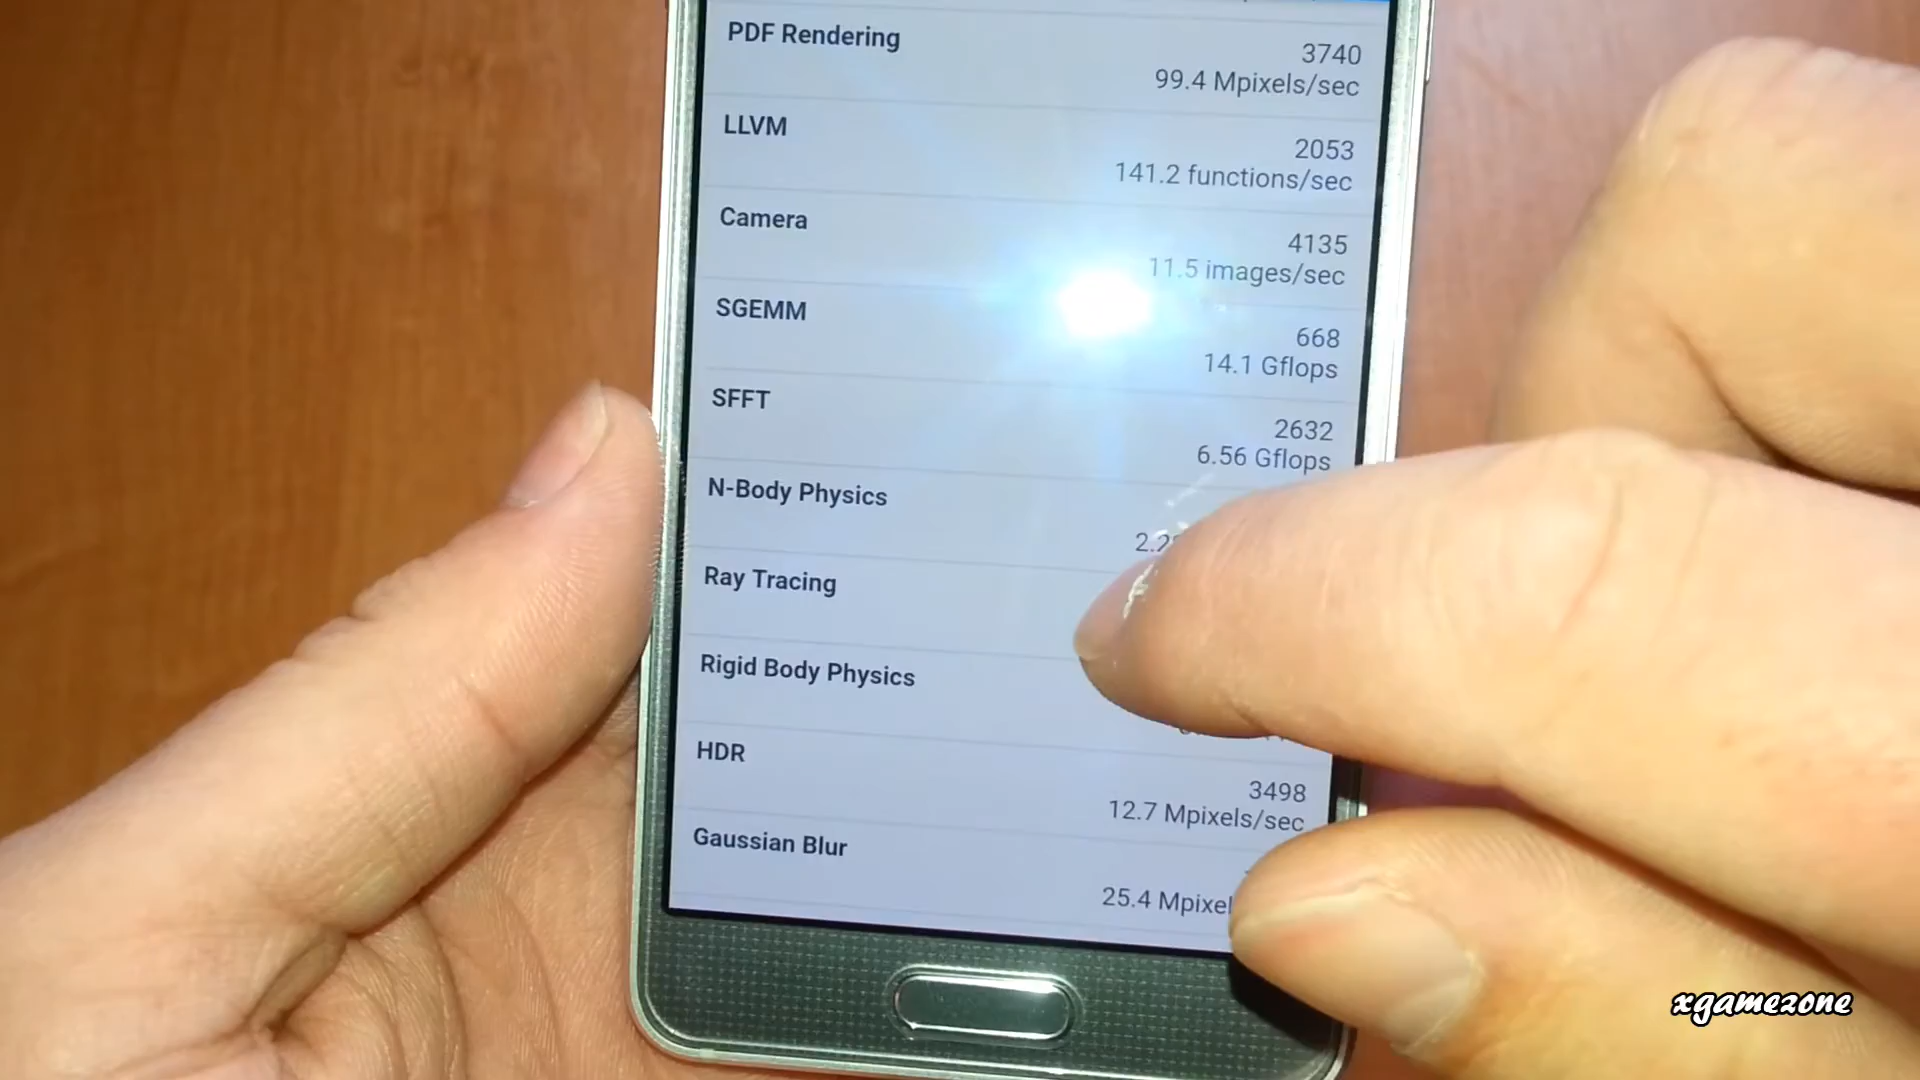 PDF Rendering
3740
99.4 Mpixels/sec
LLVM
2053
141.2 functions/sec
Camera
4135
11.5 images/sec
SGEMM
668
14.1 Gflops
SFFT
2632
6.56 Gflops
N-Body Physics
Ray Tracing
Rigid Body Physics
HDR
3498
12.7 Mpixels/sec
Gaussian Blur
25.4
xgamezone